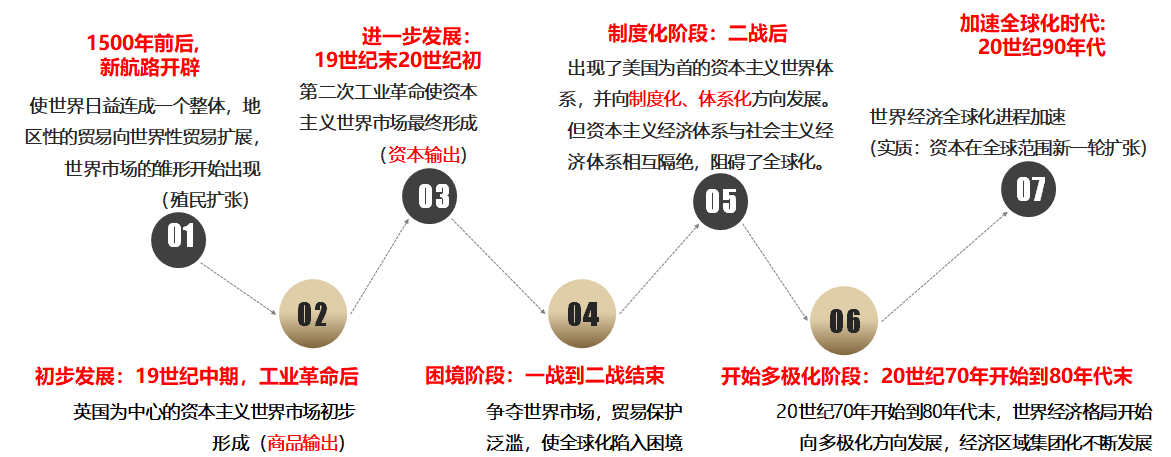 1500年前后,
新航路开辟
使世界日益连成一个整体，地
区性的贸易向世界性贸易扩展，
世界市场的雏形开始出现
（殖民扩张）
01
02
初步发展：19世纪中期，工业革命后
英国为中心的资本主义世界市场初步
形成（商品输出）
进一步发展：
19世纪末20世纪初
第二次工业革命使资本
主义世界市场最终形成
（资本输出）
03
04
困境阶段：一战到二战结束
争夺世界市场，贸易保护
泛滥，使全球化陷入困境
制度化阶段：二战后
出现了美国为首的资本主义世界体
系，并向制度化、体系化方向发展。
但资本主义经济体系与社会主义经
济体系相互隔绝，阻碍了全球化。
05
06
开始多极化阶段：20世纪70年开始到80年代末
20世纪70年开始到80年代末，世界经济格局开始
向多极化方向发展，经济区域集团化不断发展
加速全球化时代:
20世纪90年代
世界经济全球化进程加速
（实质：资本在全球范围新一轮扩张）
07